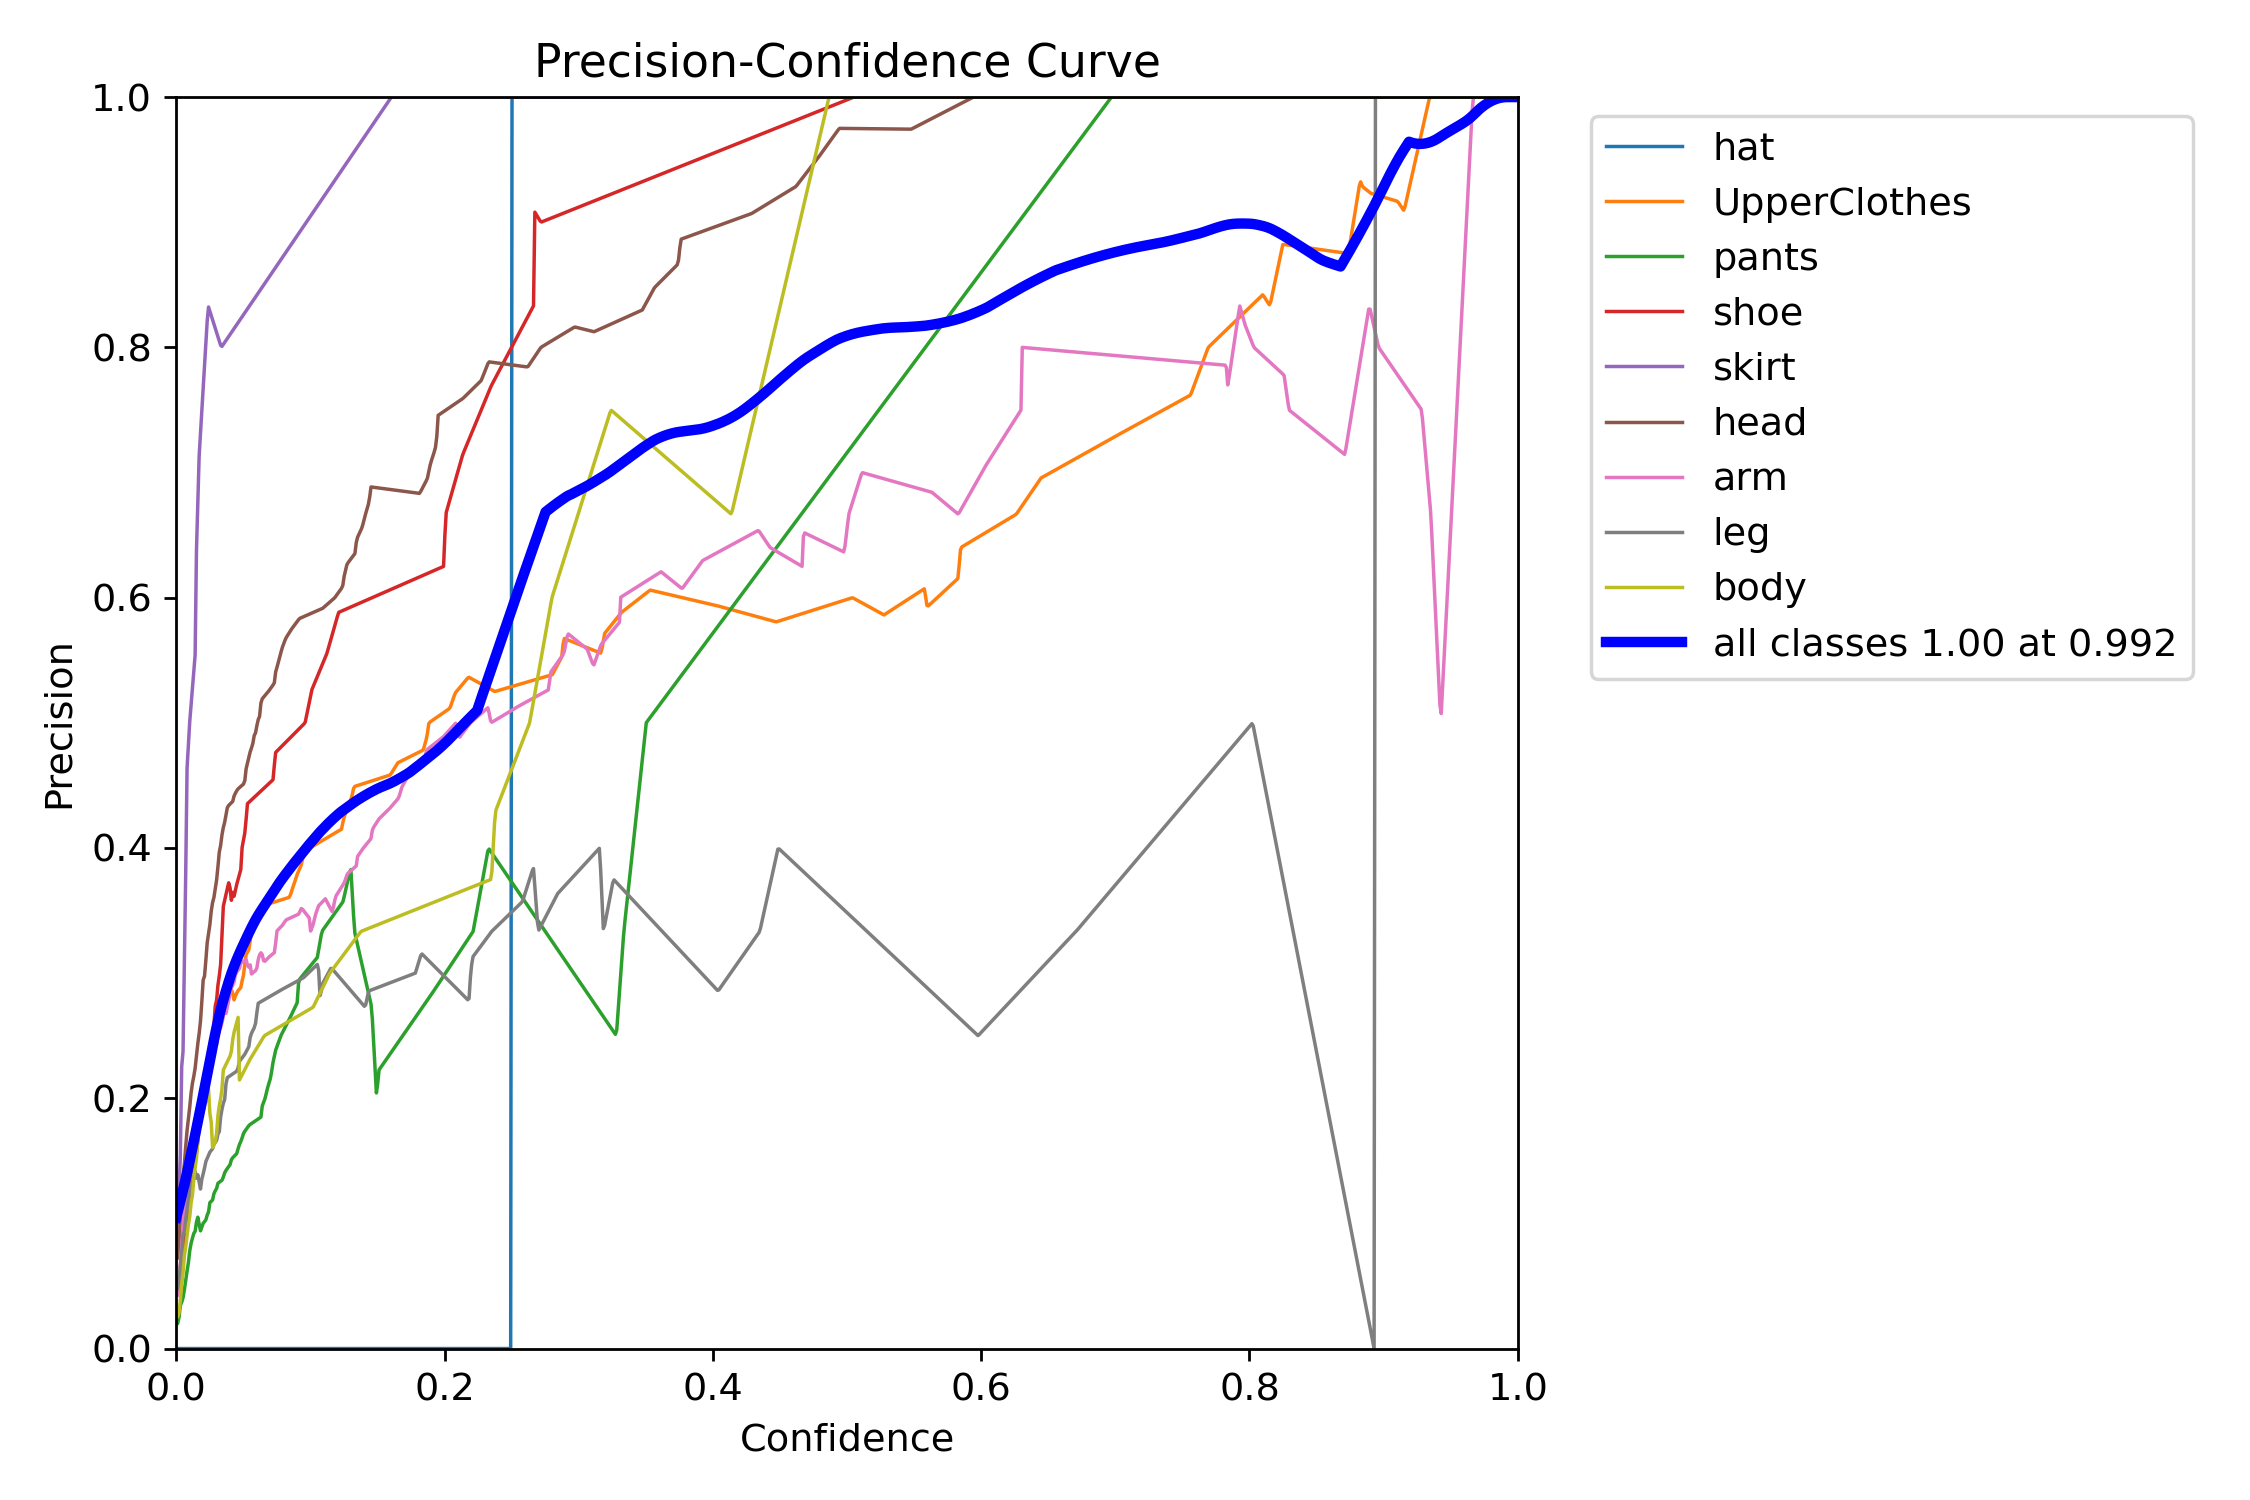 Precision-Confidence Curve
1.0
0.8
0.6
0.4
0.2
0.0
Precision
0.0 0.2 0.4 0.6 0.8 1.0
Confidence
hat
UpperClothes
pants
shoe
skirt
head
arm
leg
body
all classes 1.00 at 0.992